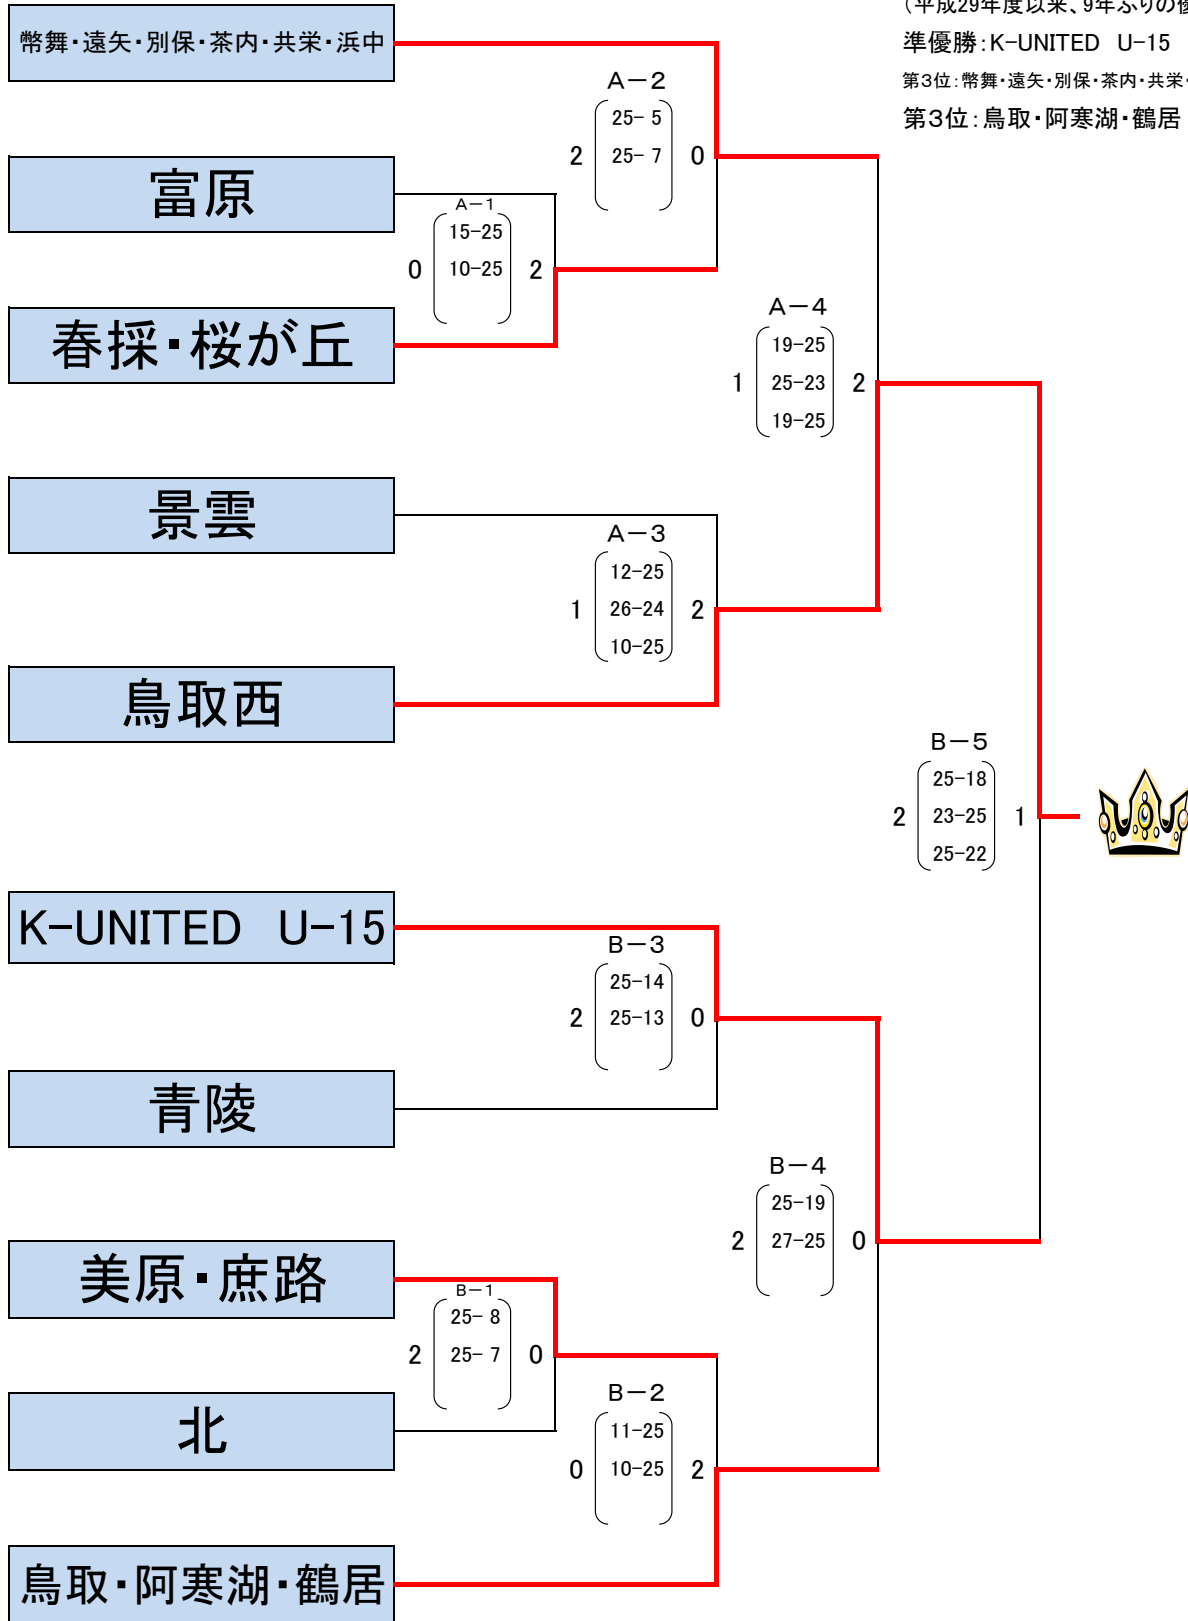 （平成29年度以来、9年ぶりの優
準優勝：K-UNITED　U-15
第3位：幣舞・遠矢・別保・茶内・共栄・
第3位：鳥取・阿寒湖・鶴居
幣舞・遠矢・別保・茶内・共栄・浜中
A－2
25- 5
2 25- 7 0
富原
A－1
15-25
0 10-25 2
春採・桜が丘
A－4
19-25
1 25-23 2
19-25
景雲
A－3
12-25
1 26-24 2
10-25
鳥取西
B－5
25-18
2 23-25 1
25-22
K-UNITED　U-15
B－3
25-14
2 25-13 0
青陵
B－4
25-19
2 27-25 0
美原・庶路
B－1
25- 8
2 25- 7 0
北
B－2
11-25
0 10-25 2
鳥取・阿寒湖・鶴居